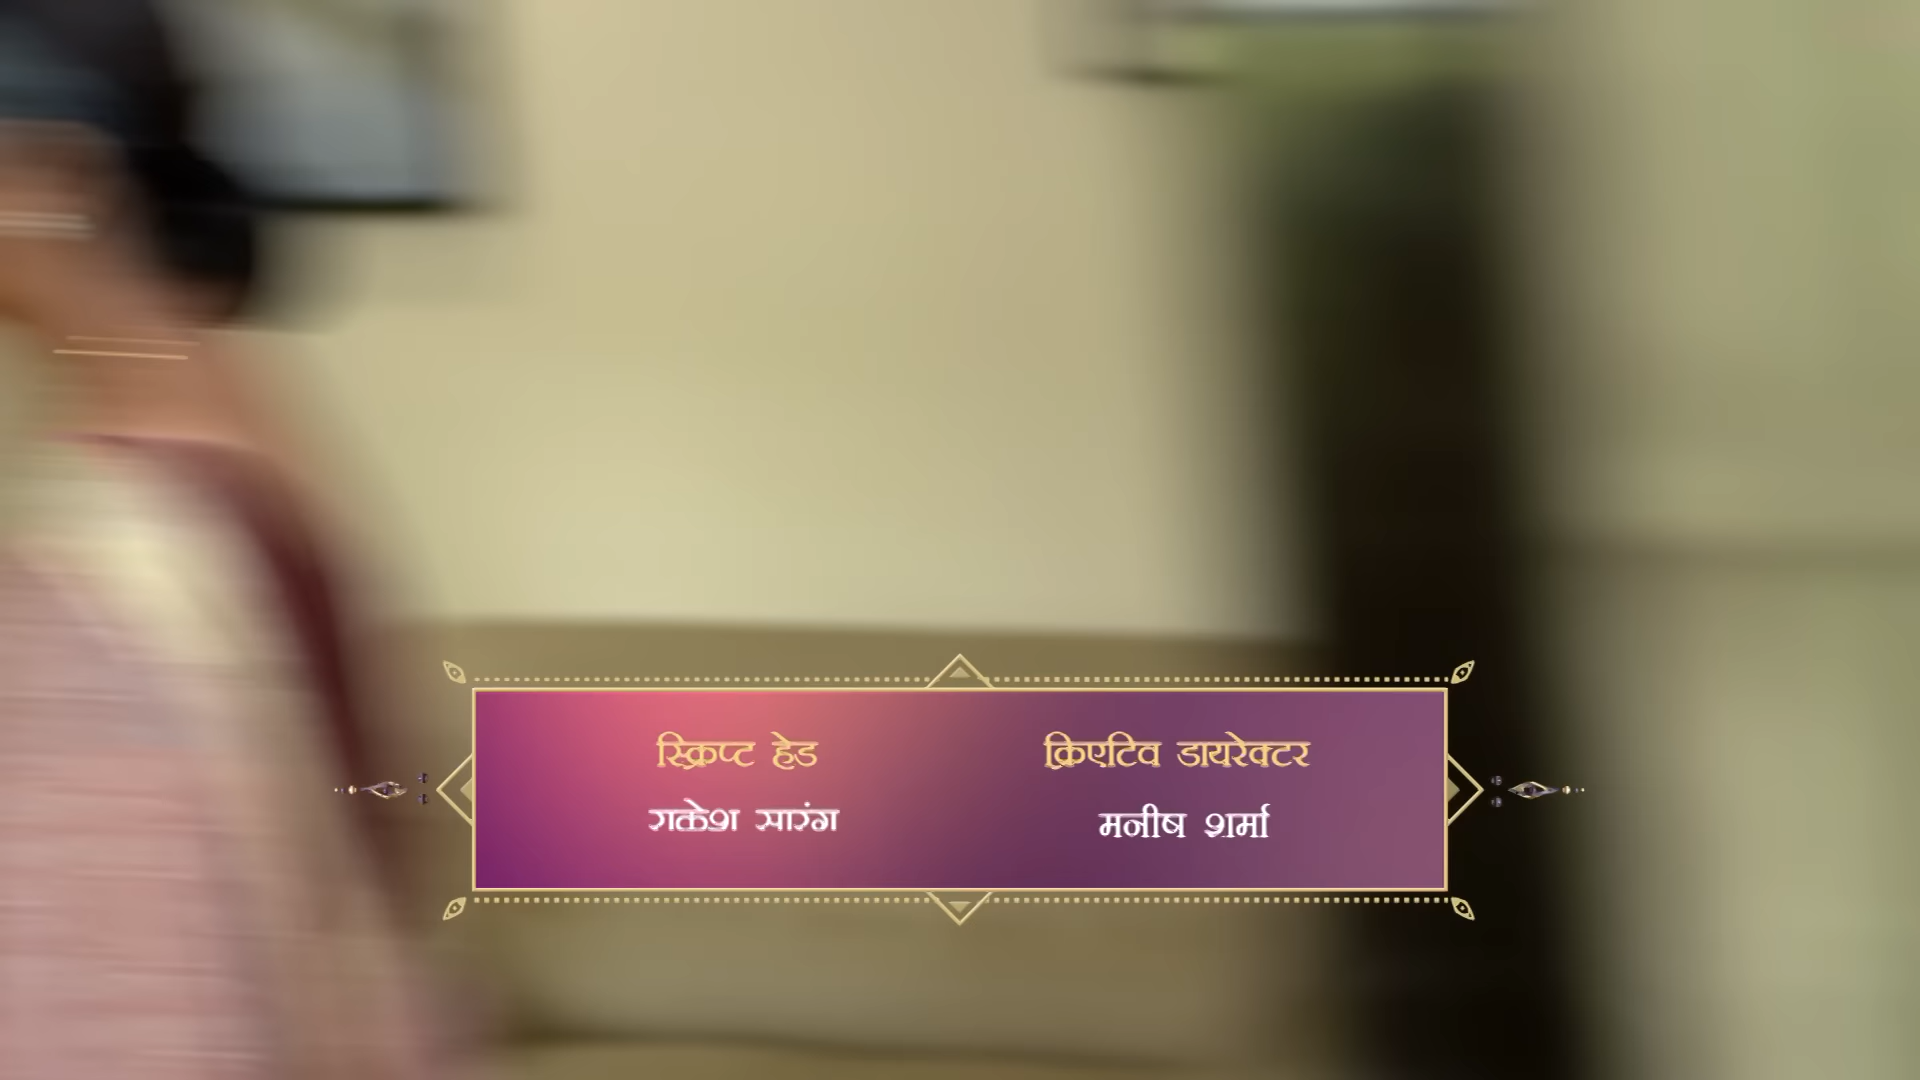 स्क्रिप्ट हेड
राकेश सारंग
क्रिएटिव डायरेक्टर
मनीष शर्मा